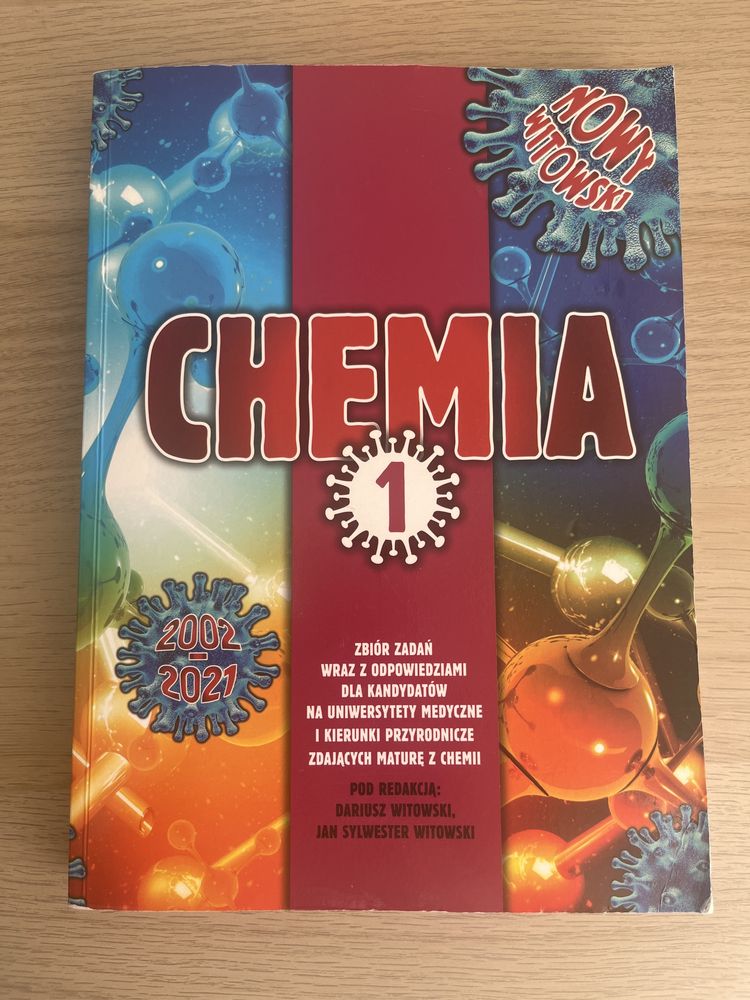 NOWY
WITOWSKI
CHEMIA
1
2002-
2021
ZBIÓR ZADAŃ
WRAZ Z ODPOWIEDZIAMI
DLA KANDYDATÓW
NA UNIWERSYTETY MEDYCZNE
I KIERUNKI PRZYRODNICZE
ZDAJĄCYCH MATURĘ Z CHEMII
POD REDAKCJĄ:
DARIUSZ WITOWSKI,
JAN SYLWESTER WITOWSKI